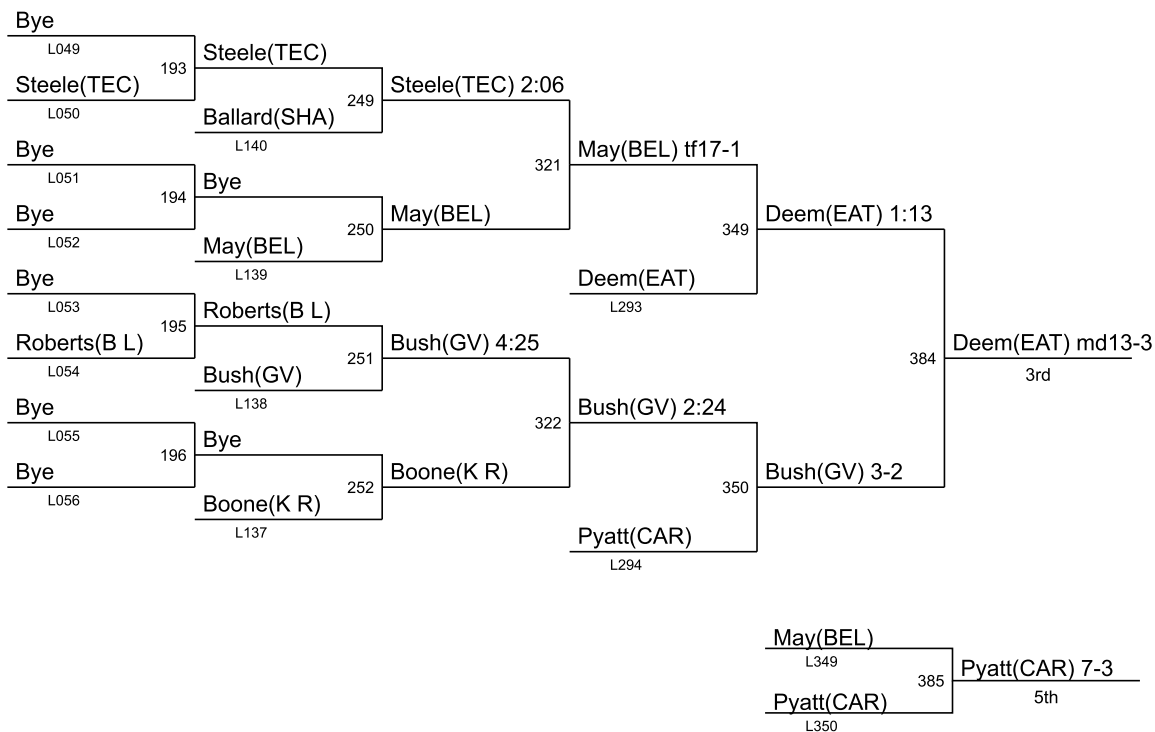 Bye
L049
Steele(TEC)
193
Steele(TEC)
L050
249
Steele(TEC) 2:06
Ballard(SHA)
L140
Bye
L051
321
May(BEL) tf17-1
194
Bye
Bye
L052
250
May(BEL)
May(BEL)
L139
349
Deem(EAT) 1:13
Bye
L053
Deem(EAT)
L293
195
Roberts(B L)
Roberts(B L)
L054
251
Bush(GV) 4:25
Bush(GV)
L138
384
Deem(EAT) md13-3
3rd
Bye
L055
322
Bush(GV) 2:24
196
Bye
Bye
L056
252
Boone(K R)
Boone(K R)
L137
350
Bush(GV) 3-2
Pyatt(CAR)
L294
May(BEL)
L349
385
Pyatt(CAR) 7-3
5th
Pyatt(CAR)
L350